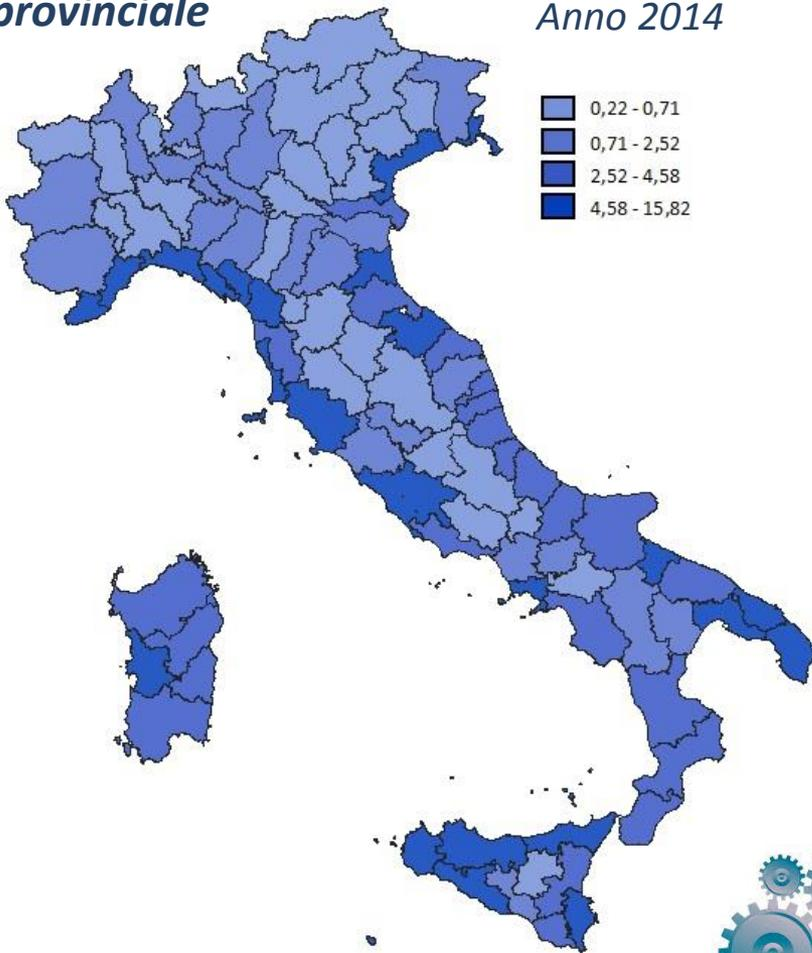 provinciale
Anno 2014
0,22 - 0,71
0,71 - 2,52
2,52 - 4,58
4,58 - 15,82